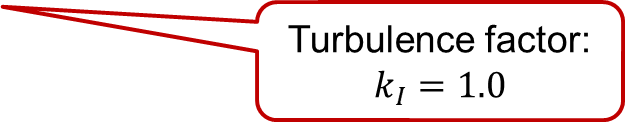 Turbulence factor:
k_I = 1.0